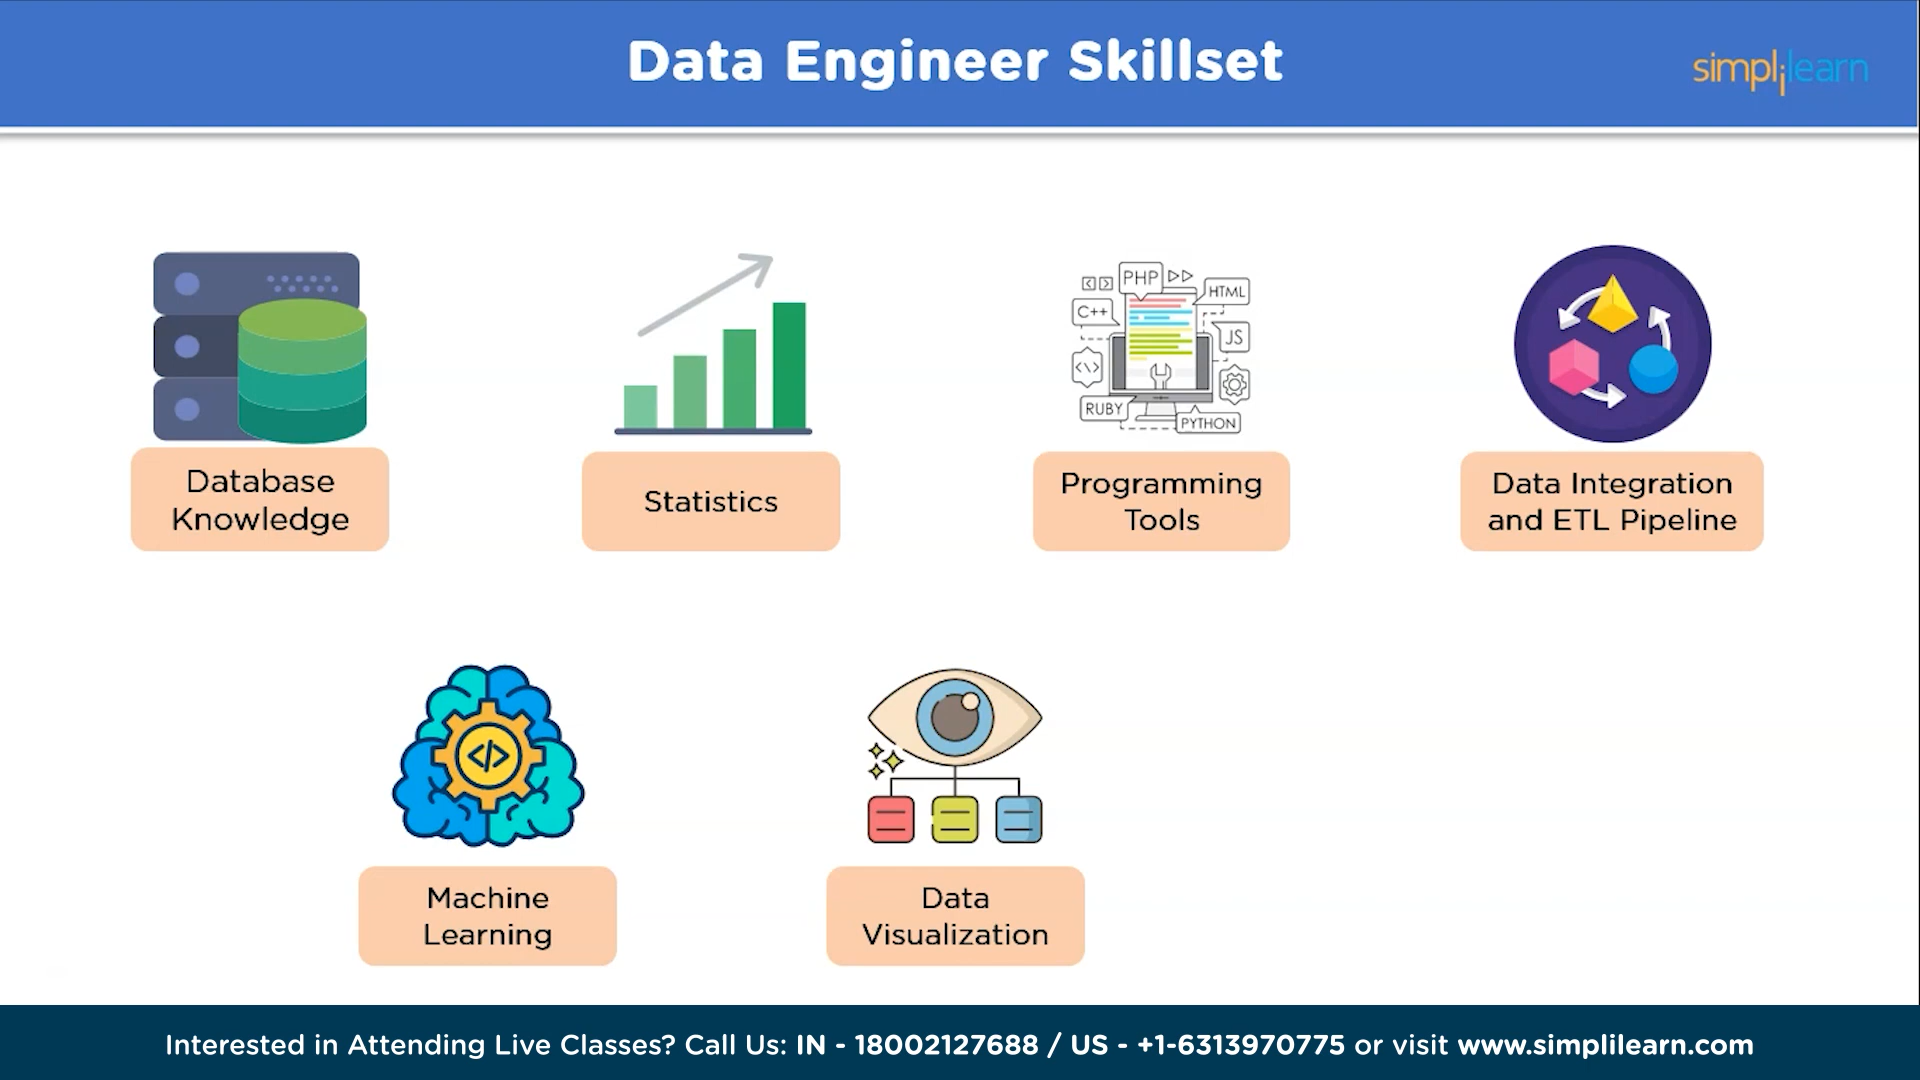 Data Engineer Skillset
simplilearn
PHP
HTML
C++
JS
RUBY
PYTHON
Database
Knowledge
Statistics
Programming
Tools
Data Integration
and ETL Pipeline
</>
</>
Machine
Learning
Data
Visualization
Interested in Attending Live Classes? Call Us: IN - 18002127688 / US - +1-6313970775 or visit www.simplilearn.com